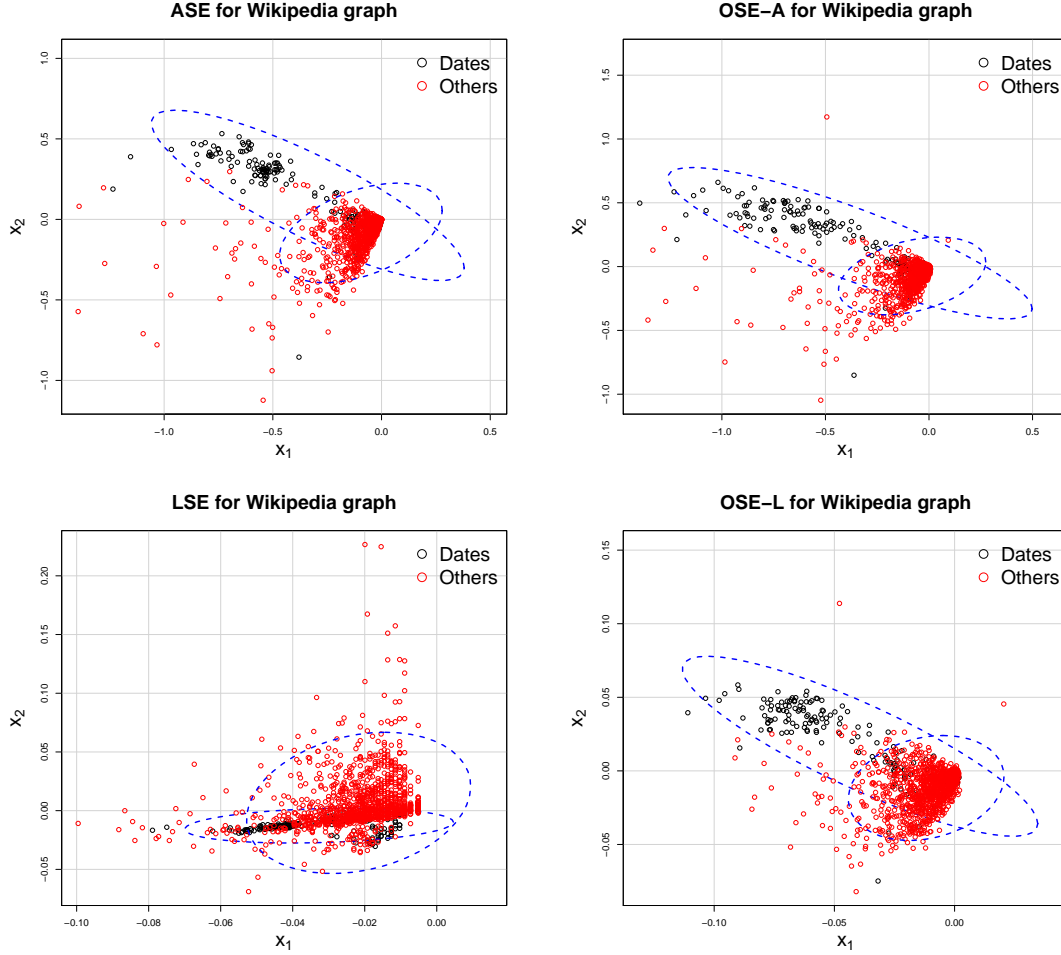 ASE for Wikipedia graph
Dates
Others
1.0
0.5
0.0
−0.5
−1.0
x2
−1.0 −0.5 0.0 0.5
x1
OSE−A for Wikipedia graph
Dates
Others
1.5
1.0
0.5
0.0
−0.5
−1.0
x2
−1.0 −0.5 0.0 0.5
x1
LSE for Wikipedia graph
Dates
Others
0.20
0.15
0.10
0.05
0.00
−0.05
x2
−0.10 −0.08 −0.06 −0.04 −0.02 0.00
x1
OSE−L for Wikipedia graph
Dates
Others
0.15
0.10
0.05
0.00
−0.05
x2
−0.10 −0.05 0.00
x1